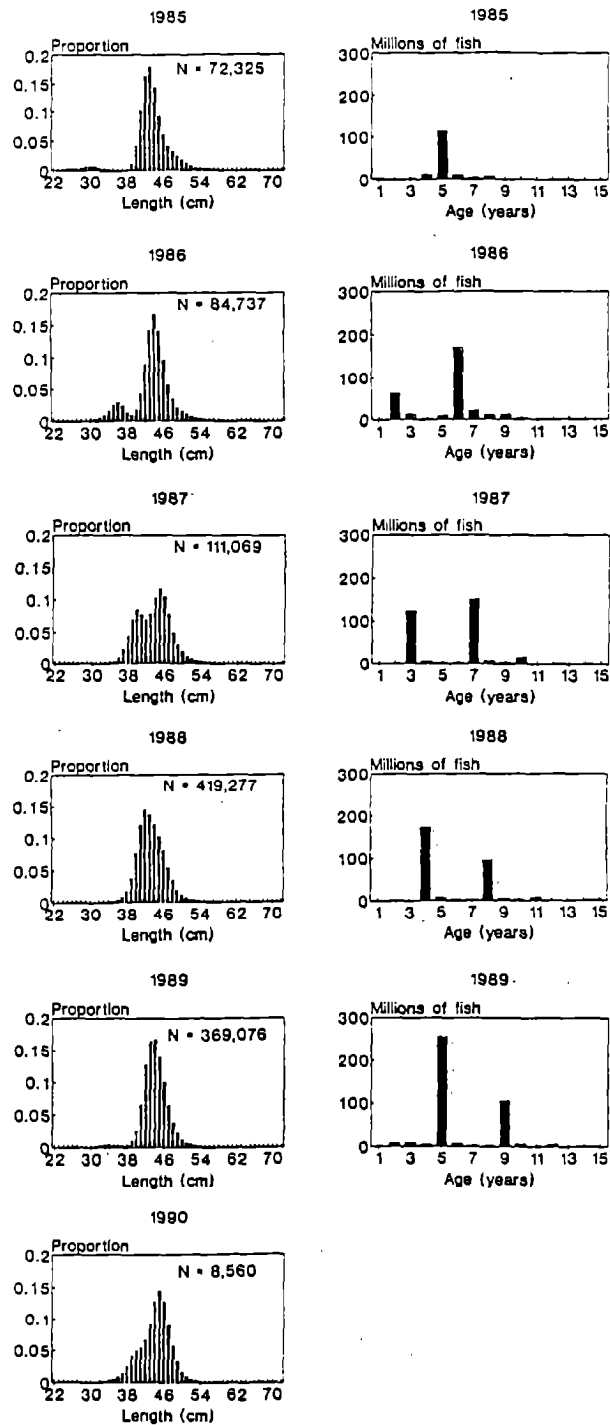 1985
Proportion
N = 72,325
0.2
0.15
0.1
0.05
0
22 30 38 46 54 62 70
Length (cm)
1985
Millions of fish
300
200
100
0
1 3 5 7 9 11 13 15
Age (years)
1986
Proportion
N = 84,737
0.2
0.15
0.1
0.05
0
22 30 38 46 54 62 70
Length (cm)
1986
Millions of fish
300
200
100
0
1 3 5 7 9 11 13 15
Age (years)
1987
Proportion
N = 111,069
0.2
0.15
0.1
0.05
0
22 30 38 46 54 62 70
Length (cm)
1987
Millions of fish
300
200
100
0
1 3 5 7 9 11 13 15
Age (years)
1988
Proportion
N = 419,277
0.2
0.15
0.1
0.05
0
22 30 38 46 54 62 70
Length (cm)
1988
Millions of fish
300
200
100
0
1 3 5 7 9 11 13 15
Age (years)
1989
Proportion
N = 369,076
0.2
0.15
0.1
0.05
0
22 30 38 46 54 62 70
Length (cm)
1989
Millions of fish
300
200
100
0
1 3 5 7 9 11 13 15
Age (years)
1990
Proportion
N = 8,560
0.2
0.15
0.1
0.05
0
22 30 38 46 54 62 70
Length (cm)